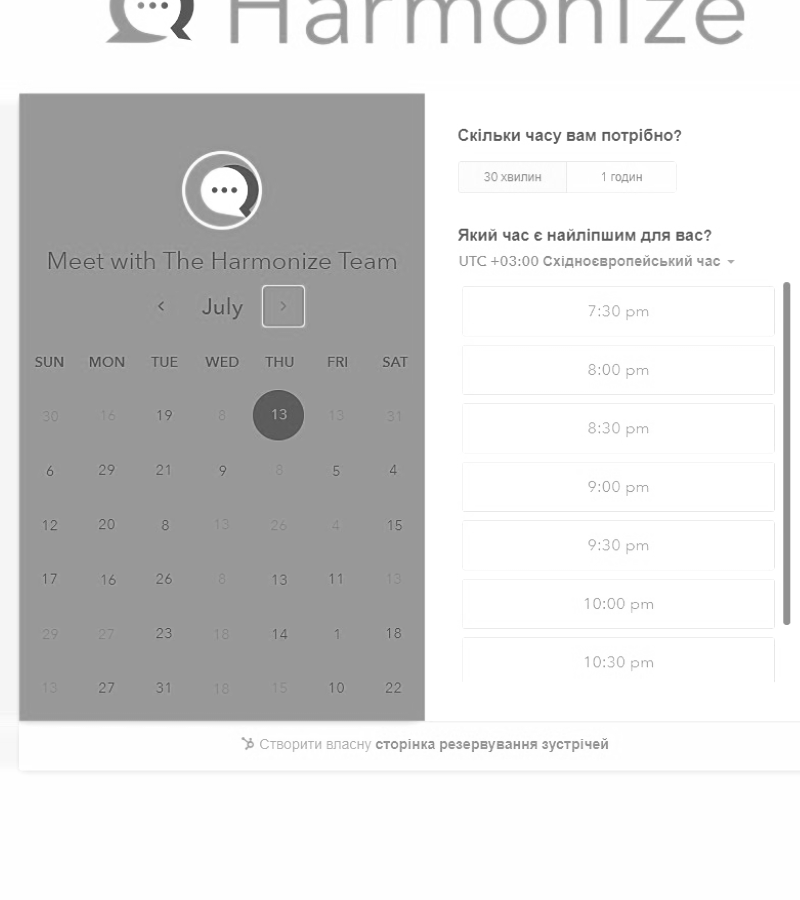 Harmonize
Meet with The Harmonize Team
July
SUN MON TUE WED THU FRI SAT
30 16 19 8 13 13 31
6 29 21 9 8 5 4
12 20 8 13 26 4 15
17 16 26 8 13 11 13
29 27 23 18 14 1 18
13 27 31 18 15 10 22
Скільки часу вам потрібно?
30 хвилин 1 годин
Який час є найліпшим для вас?
UTC +03:00 Східноєвропейський час
7:30 pm
8:00 pm
8:30 pm
9:00 pm
9:30 pm
10:00 pm
10:30 pm
Створити власну сторінка резервування зустрічей